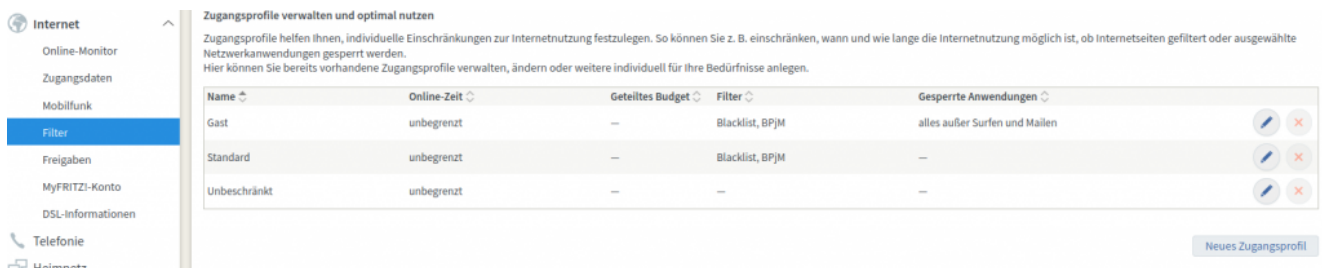 Internet
Online-Monitor
Zugangsdaten
Mobilfunk
Filter
Freigaben
MyFRITZ!-Konto
DSL-Informationen
Telefonie
Heimnetz
Zugangsprofile verwalten und optimal nutzen
Zugangsprofile helfen Ihnen, individuelle Einschränkungen zur Internetnutzung festzulegen. So können Sie z. B. einschränken, wann und wie lange die Internetnutzung möglich ist, ob Internetseiten gefiltert oder ausgewählte
Netzwerkanwendungen gesperrt werden.
Hier können Sie bereits vorhandene Zugangsprofile verwalten, ändern oder weitere individuell für Ihre Bedürfnisse anlegen.
Name Online-Zeit Geteiltes Budget Filter Gesperrte Anwendungen
Gast unbegrenzt — Blacklist, BPjM alles außer Surfen und Mailen
Standard unbegrenzt — Blacklist, BPjM —
Unbeschränkt unbegrenzt — — —
Neues Zugangsprofil